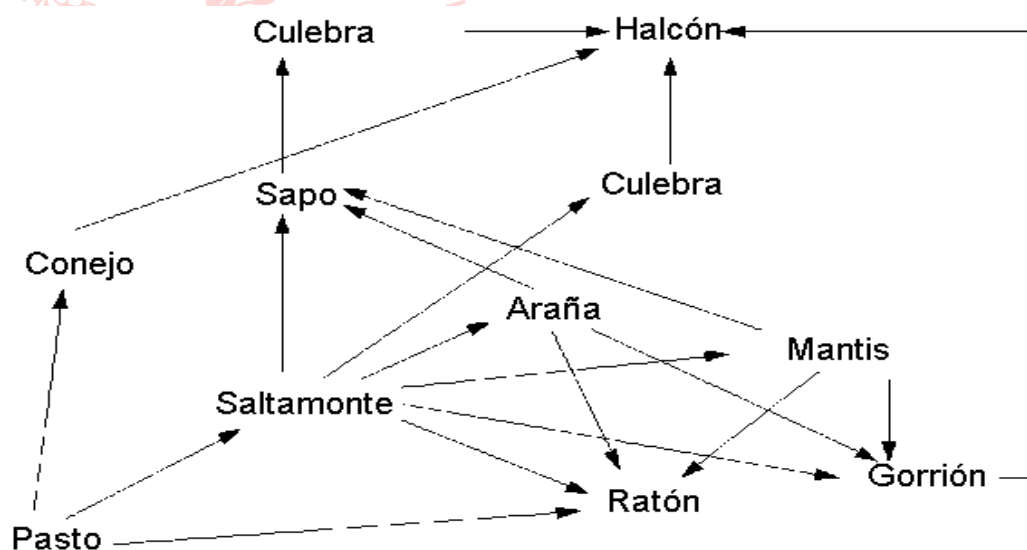 Culebra
Halcón
Culebra
Sapo
Conejo
Araña
Mantis
Saltamonte
Gorrión
Ratón
Pasto